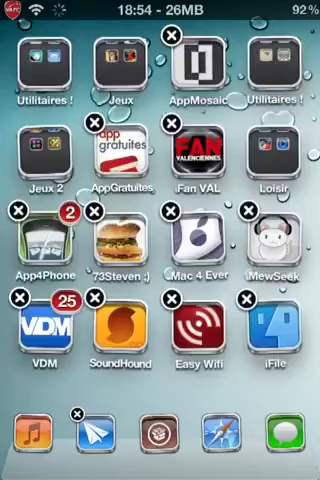 18:54 - 26MB
92 %
Utilitaires !
Jeux
AppMosaic
Utilitaires !
app
gratuites
FAN
VALENCIENNES
Jeux 2
AppGratuites
Fan VAL
Loisir
2
App4Phone
73Steven ;)
Mac 4 Ever
MewSeek
25
VDM
VDM
SoundHound
Easy Wifi
iFile